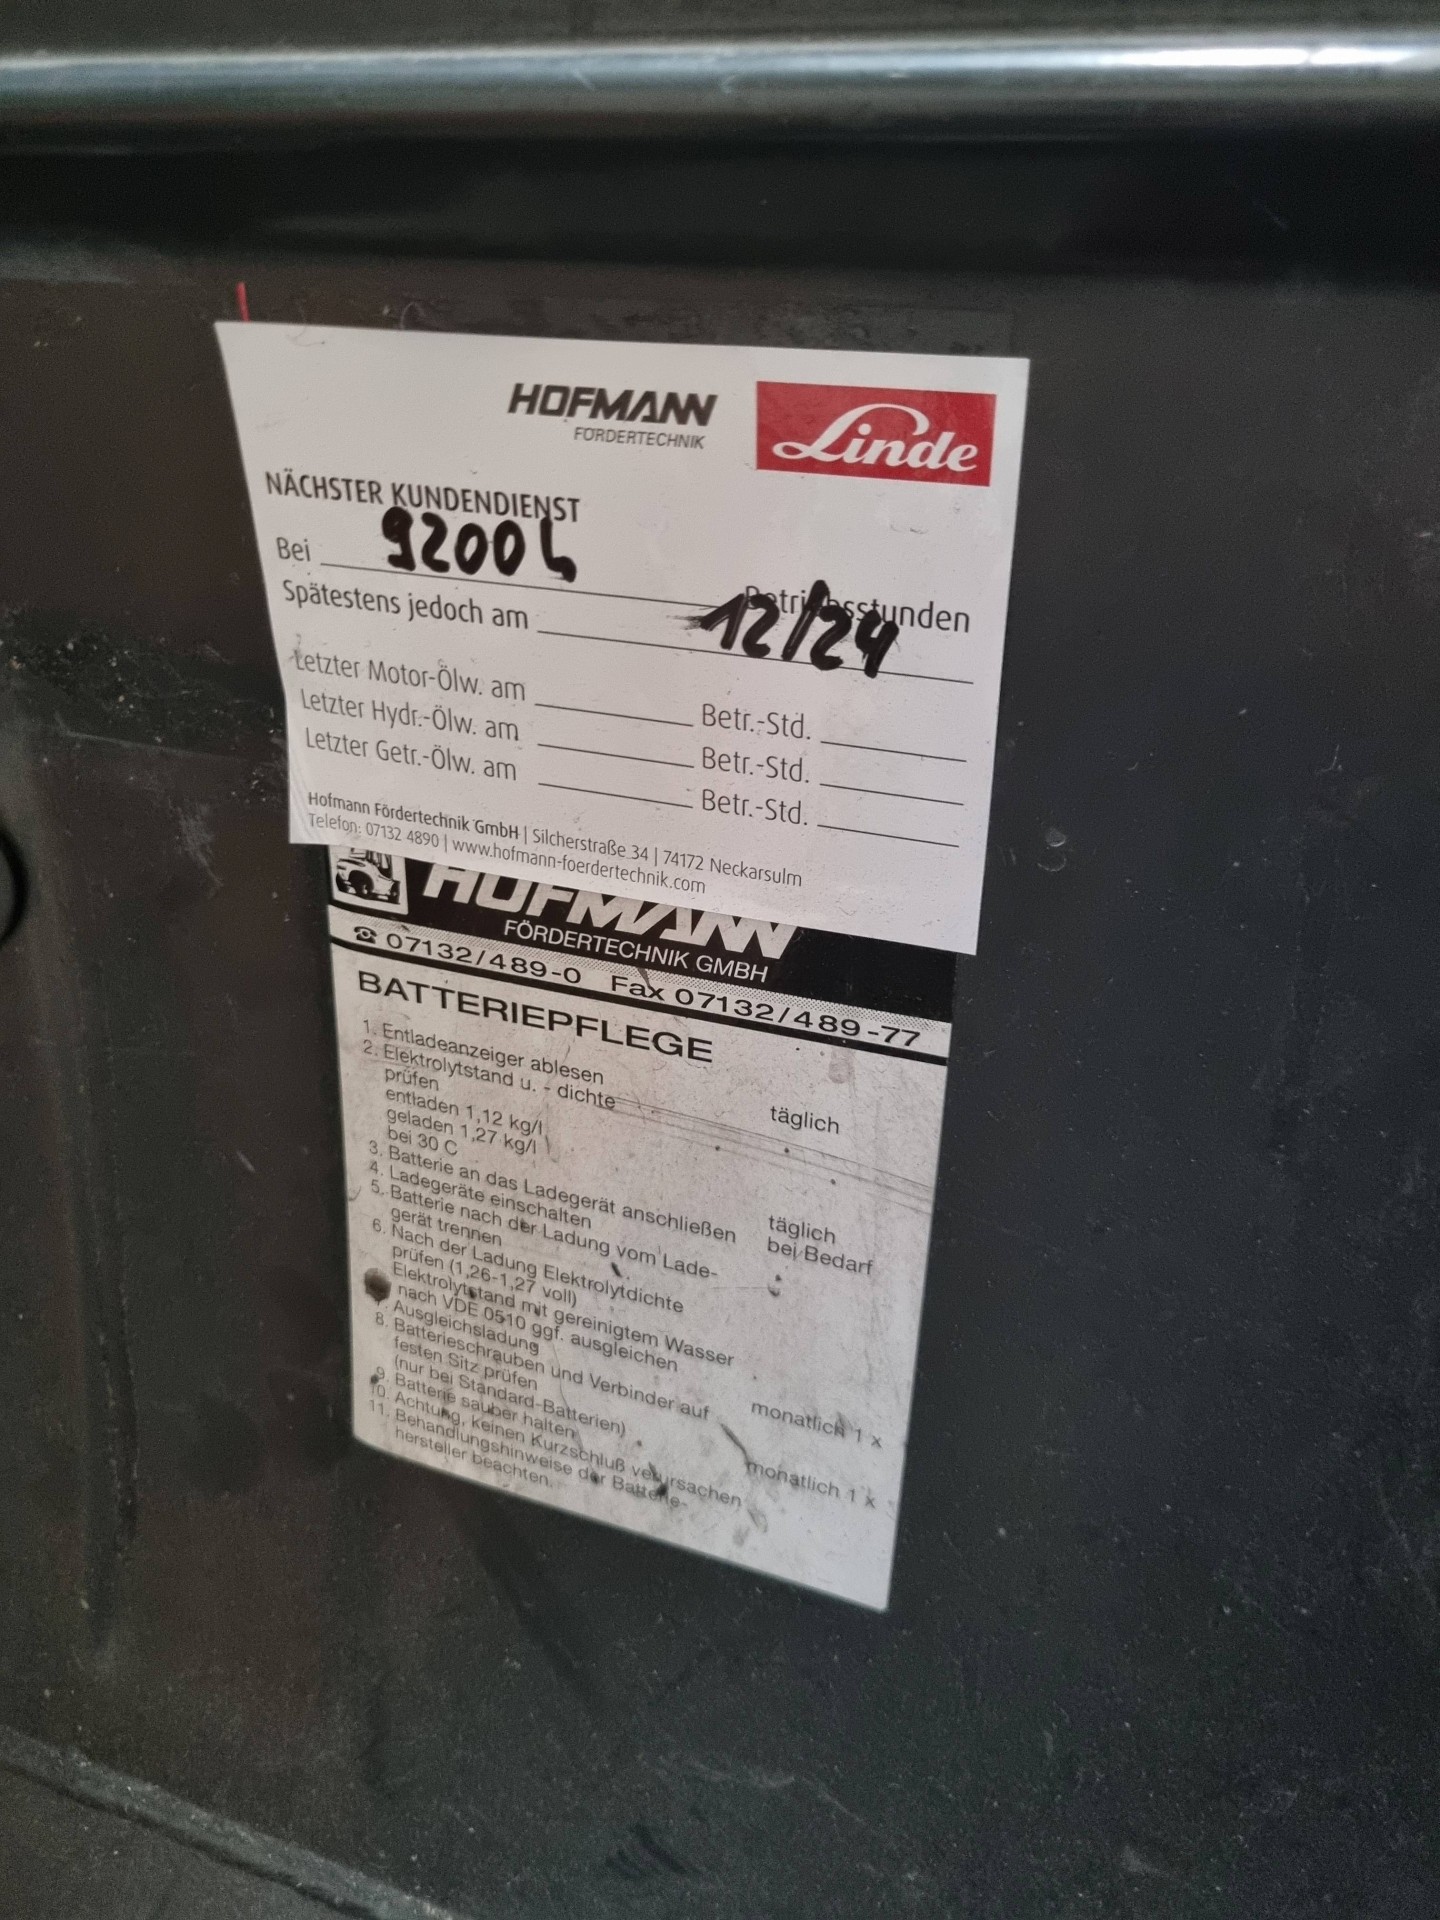 HOFMANN
FÖRDERTECHNIK
Linde
NÄCHSTER KUNDENDIENST
Bei 9200 h Betriebsstunden
Spätestens jedoch am 12/24
Letzter Motor-Ölw. am Betr.-Std.
Letzter Hydr.-Ölw. am Betr.-Std.
Letzter Getr.-Ölw. am Betr.-Std.
Hofmann Fördertechnik GmbH | Silcherstraße 34 | 74172 Neckarsulm
Telefon: 07132 4890 | www.hofmann-foerdertechnik.com
HOFMANN
FÖRDERTECHNIK GMBH
☎ 07132/489-0 Fax 07132/489-77
BATTERIEPFLEGE
1. Entladeanzeiger ablesen täglich
2. Elektrolytstand u. - dichte
prüfen
entladen 1,12 kg/l
geladen 1,27 kg/l
bei 30 C
3. Batterie an das Ladegerät anschließen täglich
4. Ladegeräte einschalten bei Bedarf
5. Batterie nach der Ladung vom Lade-
gerät trennen
6. Nach der Ladung Elektrolytdichte
prüfen (1,26-1,27 voll)
Elektrolytstand mit gereinigtem Wasser
nach VDE 0510 ggf. ausgleichen
7. Ausgleichsladung monatlich 1 x
8. Batterieschrauben und Verbinder auf
festen Sitz prüfen monatlich 1 x
(nur bei Standard-Batterien)
9. Batterie sauber halten
10. Achtung, keinen Kurzschluß verursachen
11. Behandlungshinweise der Batterie-
hersteller beachten.